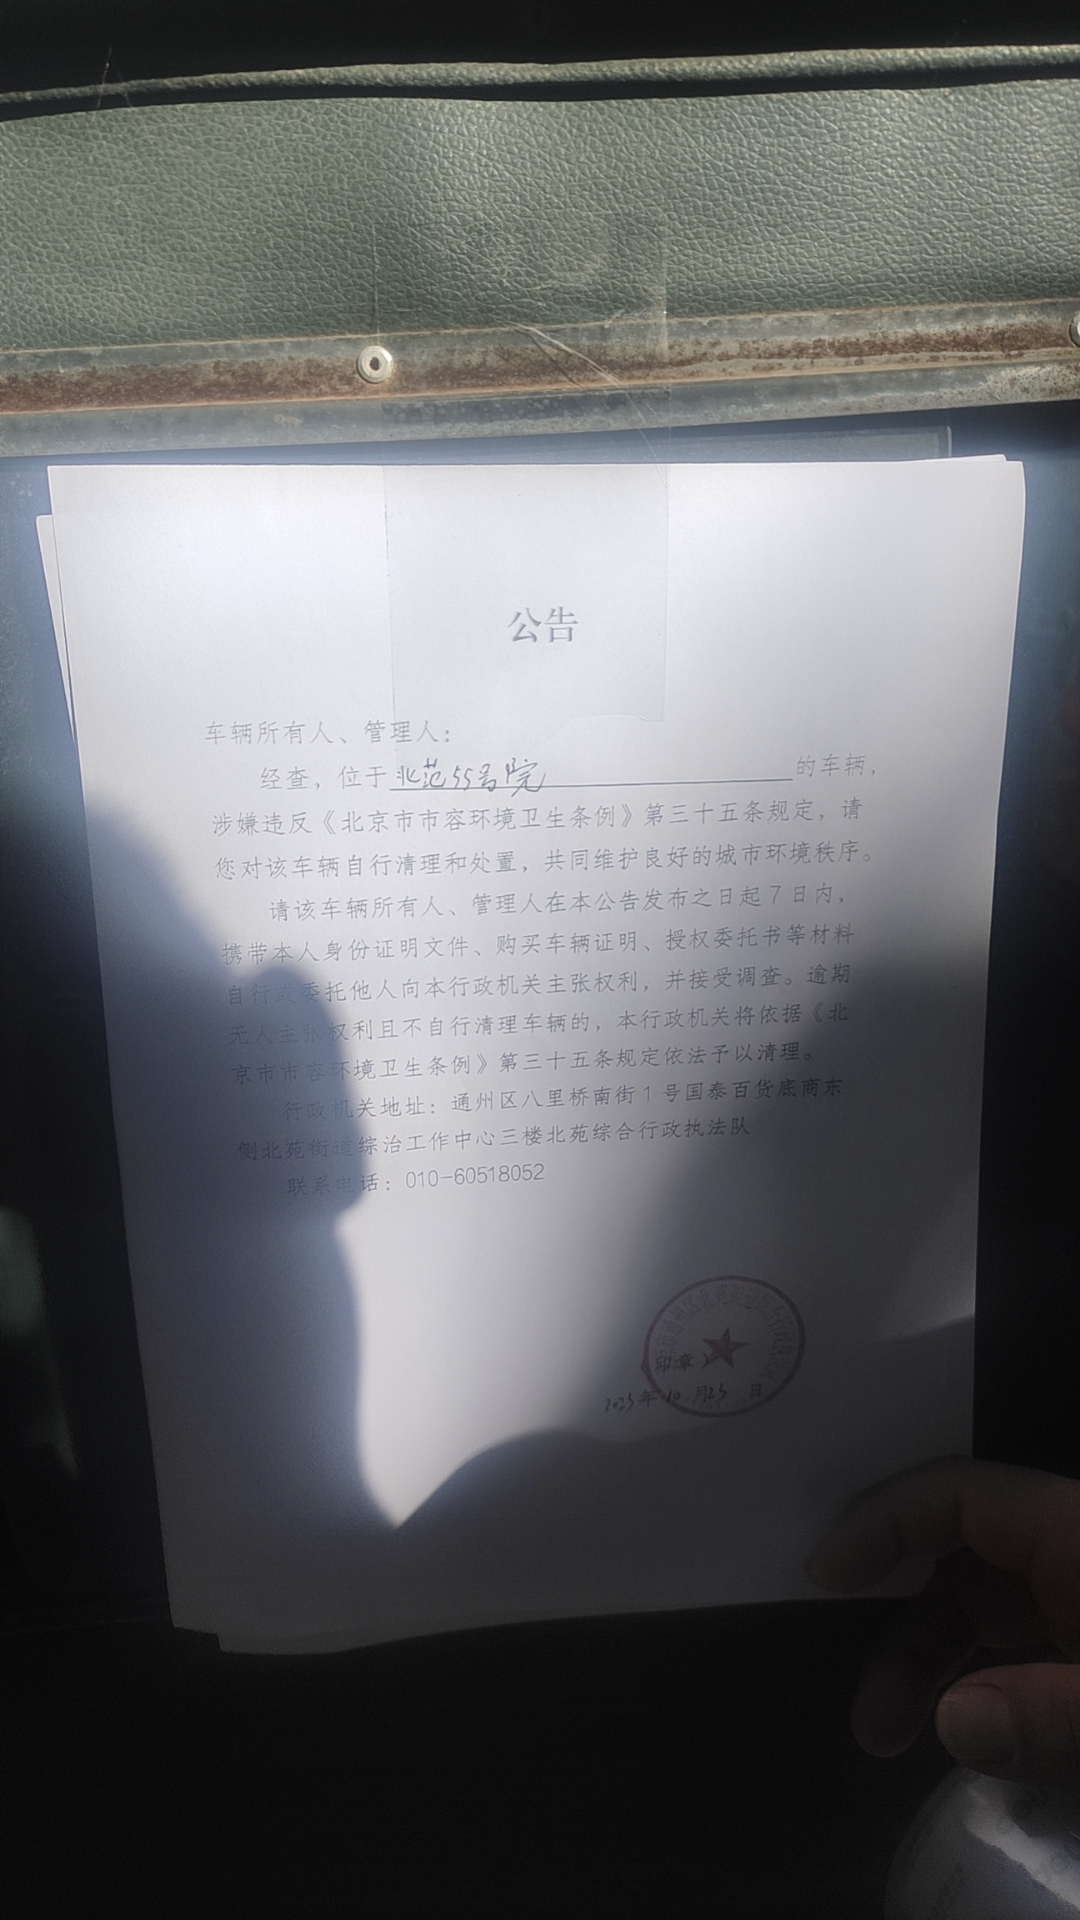 公告
车辆所有人、管理人：
经查，位于北苑55号院的车辆，
涉嫌违反《北京市市容环境卫生条例》第三十五条规定，请
您对该车辆自行清理和处置，共同维护良好的城市环境秩序。
请该车辆所有人、管理人在本公告发布之日起7日内，
携带本人身份证明文件、购买车辆证明、授权委托书等材料
自行或委托他人向本行政机关主张权利，并接受调查。逾期
无人主张权利且不自行清理车辆的，本行政机关将依据《北
京市市容环境卫生条例》第三十五条规定依法予以清理。
行政机关地址：通州区八里桥南街1号国泰百货底商东
侧北苑街道综治工作中心三楼北苑综合行政执法队
联系电话：010-60518052
（印章）
2023年10月25日